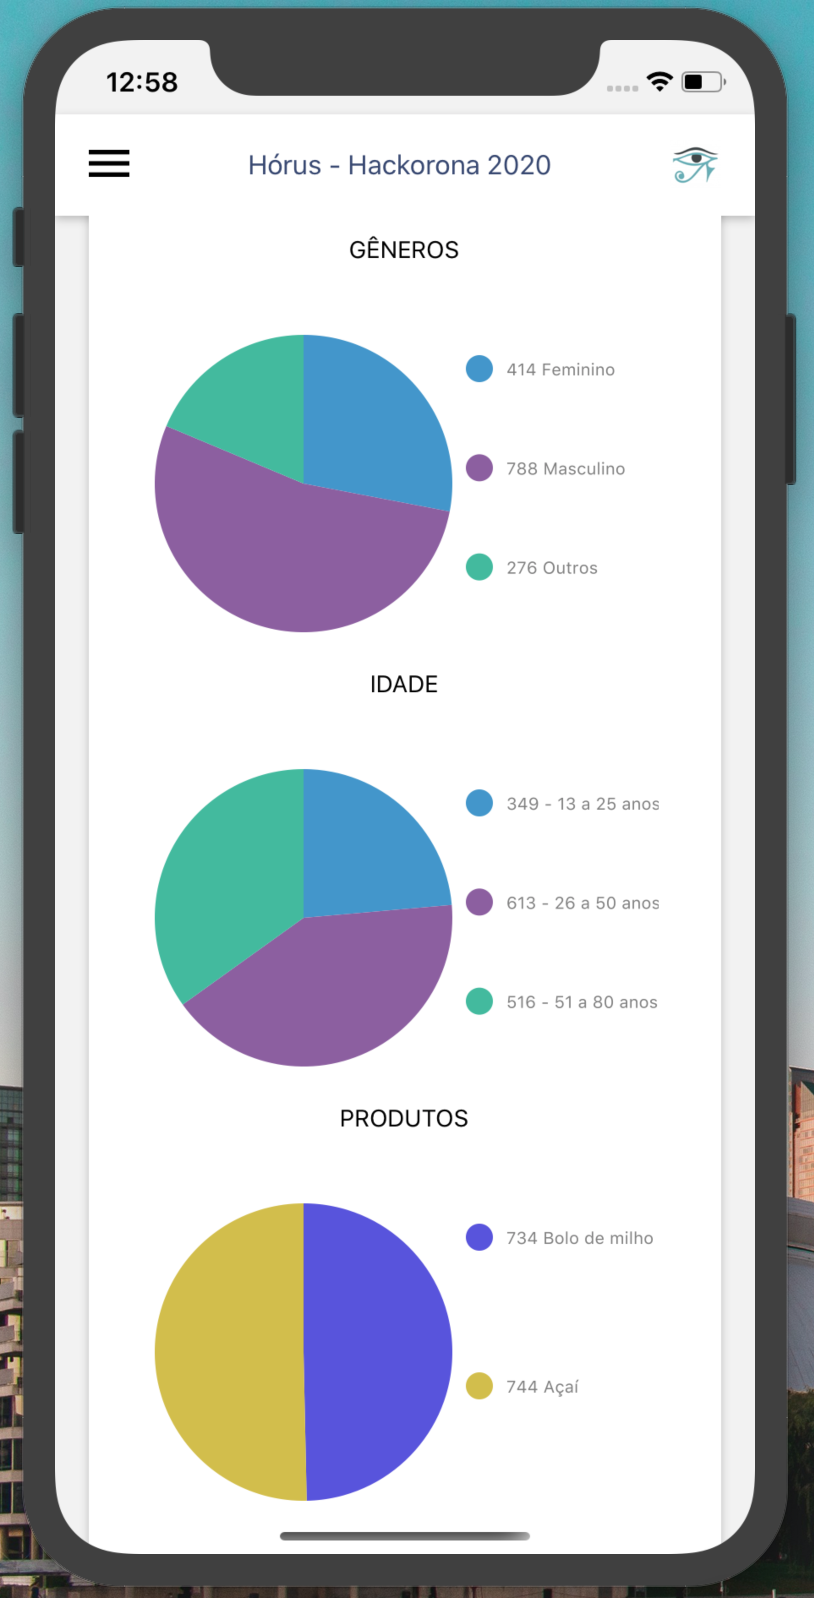 12:58
Hórus - Hackorona 2020
GÊNEROS
414 Feminino
788 Masculino
276 Outros
IDADE
349 - 13 a 25 anos
613 - 26 a 50 anos
516 - 51 a 80 anos
PRODUTOS
734 Bolo de milho
744 Açaí